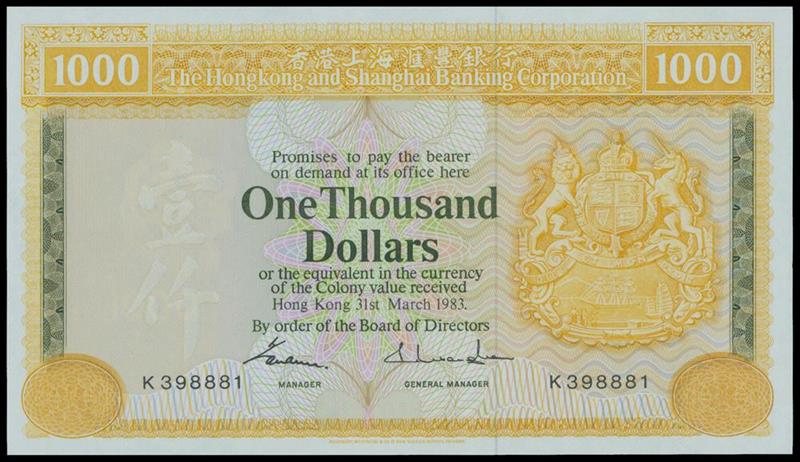 1000
香港上海滙豐銀行
1000
The Hongkong and Shanghai Banking Corporation
Promises to pay the bearer
on demand at its office here
One Thousand
Dollars
or the equivalent in the currency
of the Colony value received
Hong Kong 31st March 1983.
By order of the Board of Directors
壹仟
K 398881
MANAGER
GENERAL MANAGER
K 398881